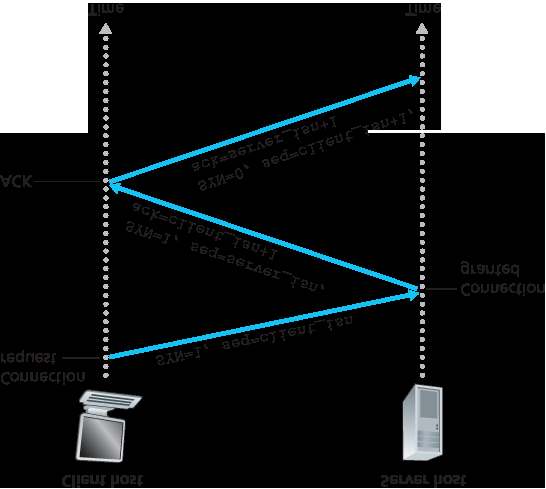 Client host
Server host
Connection
request
SYN=1, seq=client_isn
Connection
granted
SYN=1, seq=server_isn,
ack=client_isn+1
ACK
SYN=0, seq=client_isn+1,
ack=server_isn+1
Time
Time